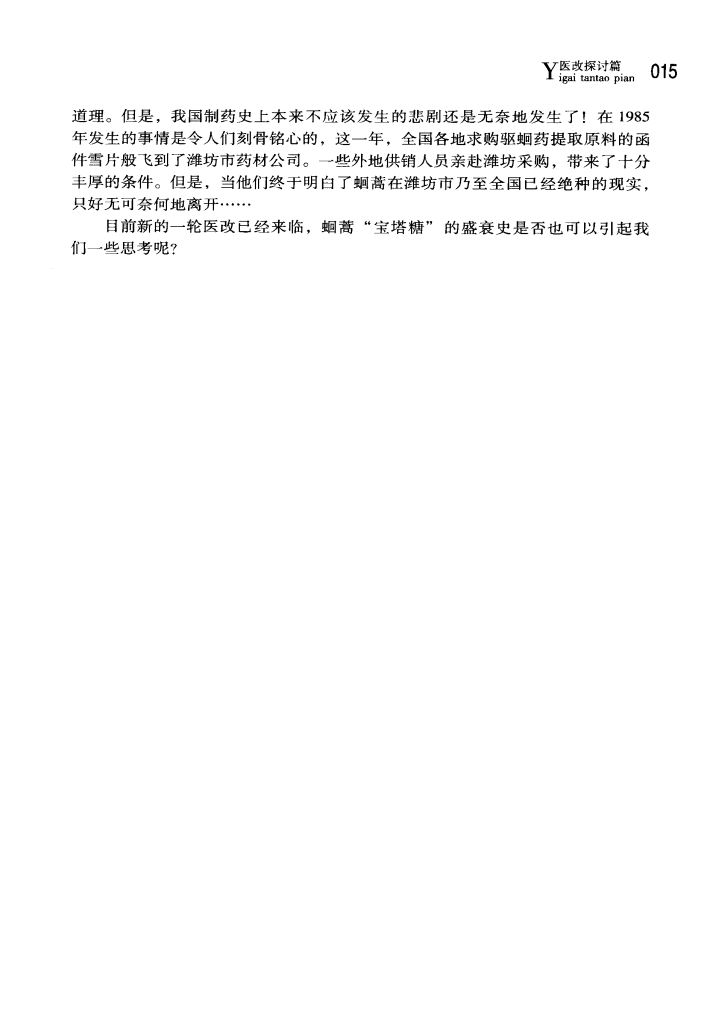 医改探讨篇
Yigai tantao pian
015
道理。但是，我国制药史上本来不应该发生的悲剧还是无奈地发生了！在 1985
年发生的事情是令人们刻骨铭心的，这一年，全国各地求购驱蛔药提取原料的函
件雪片般飞到了潍坊市药材公司。一些外地供销人员亲赴潍坊采购，带来了十分
丰厚的条件。但是，当他们终于明白了蛔蒿在潍坊市乃至全国已经绝种的现实，
只好无可奈何地离开……
目前新的一轮医改已经来临，蛔蒿“宝塔糖”的盛衰史是否也可以引起我
们一些思考呢？